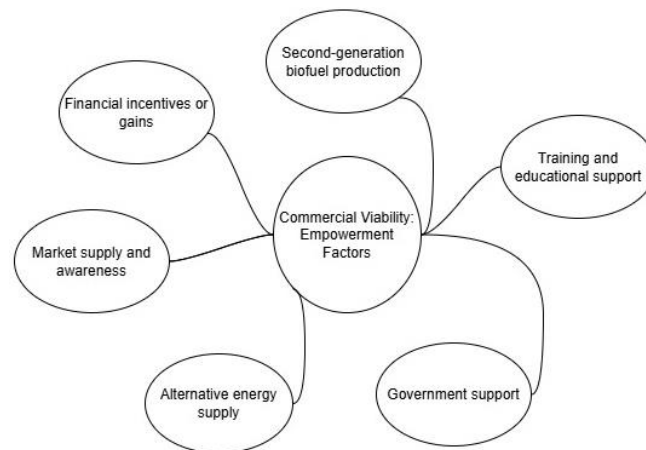 Second-generation
biofuel production
Financial incentives or
gains
Training and
educational support
Commercial Viability:
Empowerment
Factors
Market supply and
awareness
Alternative energy
supply
Government support